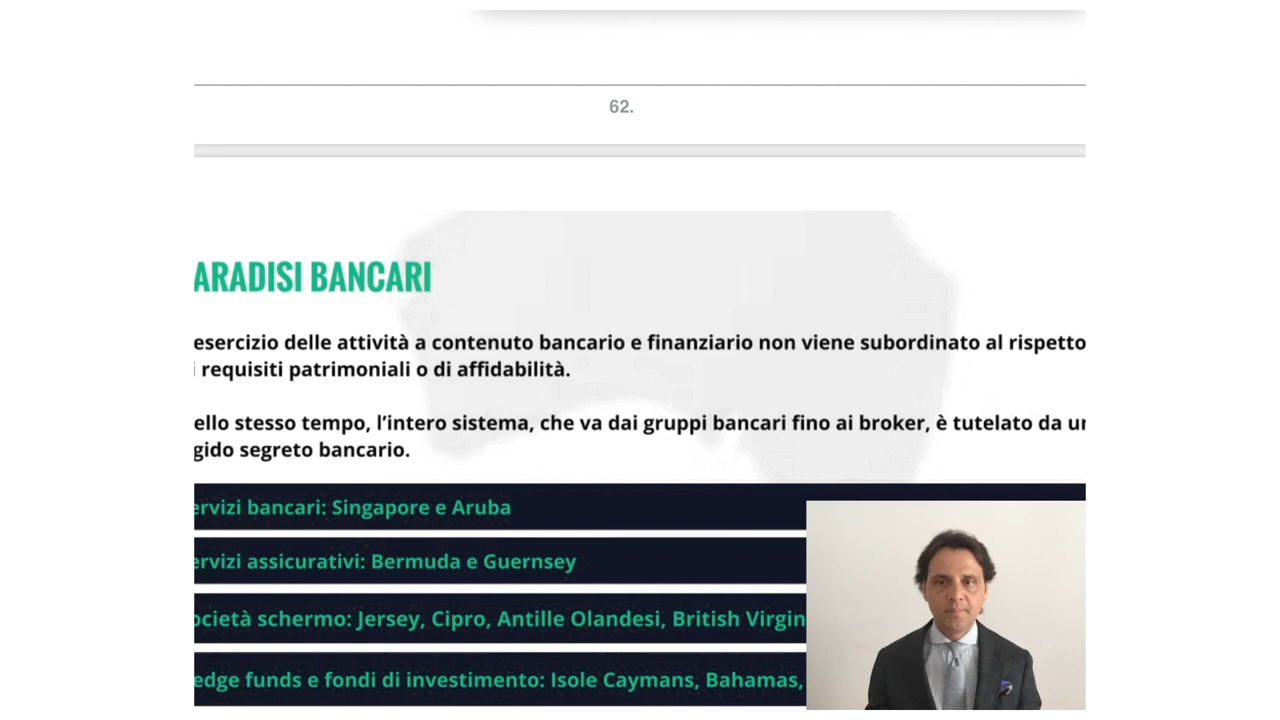 62.
ARADISI BANCARI
esercizio delle attività a contenuto bancario e finanziario non viene subordinato al rispetto
i requisiti patrimoniali o di affidabilità.
ello stesso tempo, l’intero sistema, che va dai gruppi bancari fino ai broker, è tutelato da un
gido segreto bancario.
ervizi bancari: Singapore e Aruba
ervizi assicurativi: Bermuda e Guernsey
ocietà schermo: Jersey, Cipro, Antille Olandesi, British Virgin
edge funds e fondi di investimento: Isole Caymans, Bahamas,